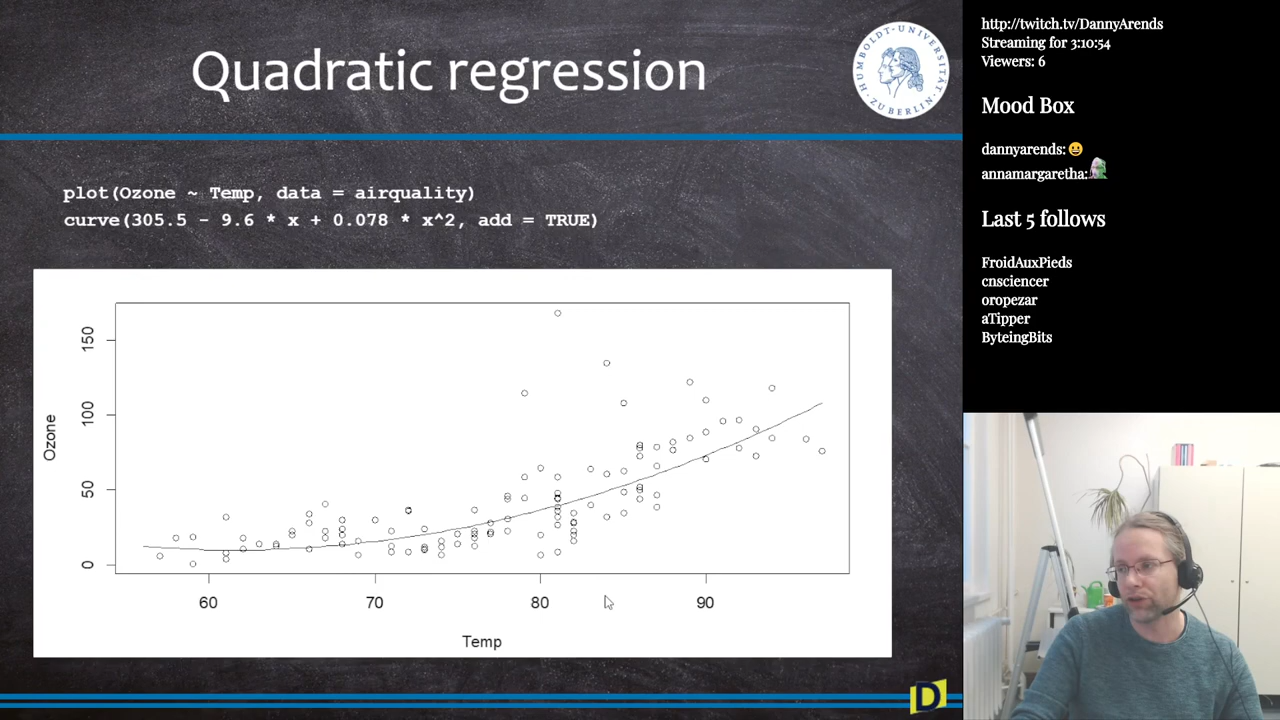 Quadratic regression
HUMBOLDT-UNIVERSITÄT
ZU BERLIN
plot(Ozone ~ Temp, data = airquality)
curve(305.5 - 9.6 * x + 0.078 * x^2, add = TRUE)
150
100
50
0
Ozone
60 70 80 90
Temp
D
http://twitch.tv/DannyArends
Streaming for 3:10:54
Viewers: 6
Mood Box
dannyarends:😀
annamargaretha:
Last 5 follows
FroidAuxPieds
cnsciencer
oropezar
aTipper
ByteingBits